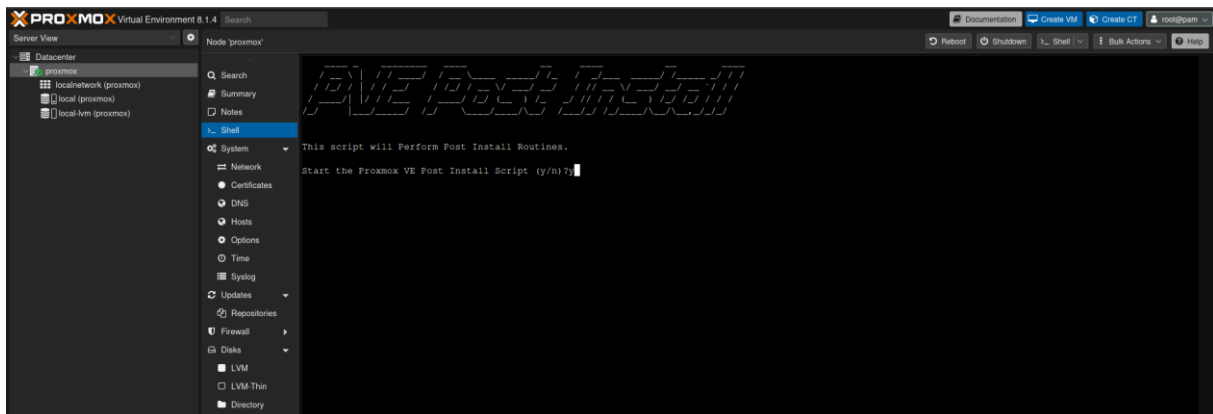 PROXMOX Virtual Environment 8.1.4 Search
Documentation Create VM Create CT root@pam
Server View
Node 'proxmox'
Reboot Shutdown >_ Shell Bulk Actions Help
Datacenter
proxmox
localnetwork (proxmox)
local (proxmox)
local-lvm (proxmox)
Search
Summary
Notes
>_ Shell
System
Network
Certificates
DNS
Hosts
Options
Time
Syslog
Updates
Repositories
Firewall
Disks
LVM
LVM-Thin
Directory
PVE Post Install
This script will Perform Post Install Routines.
Start the Proxmox VE Post Install Script (y/n)?y